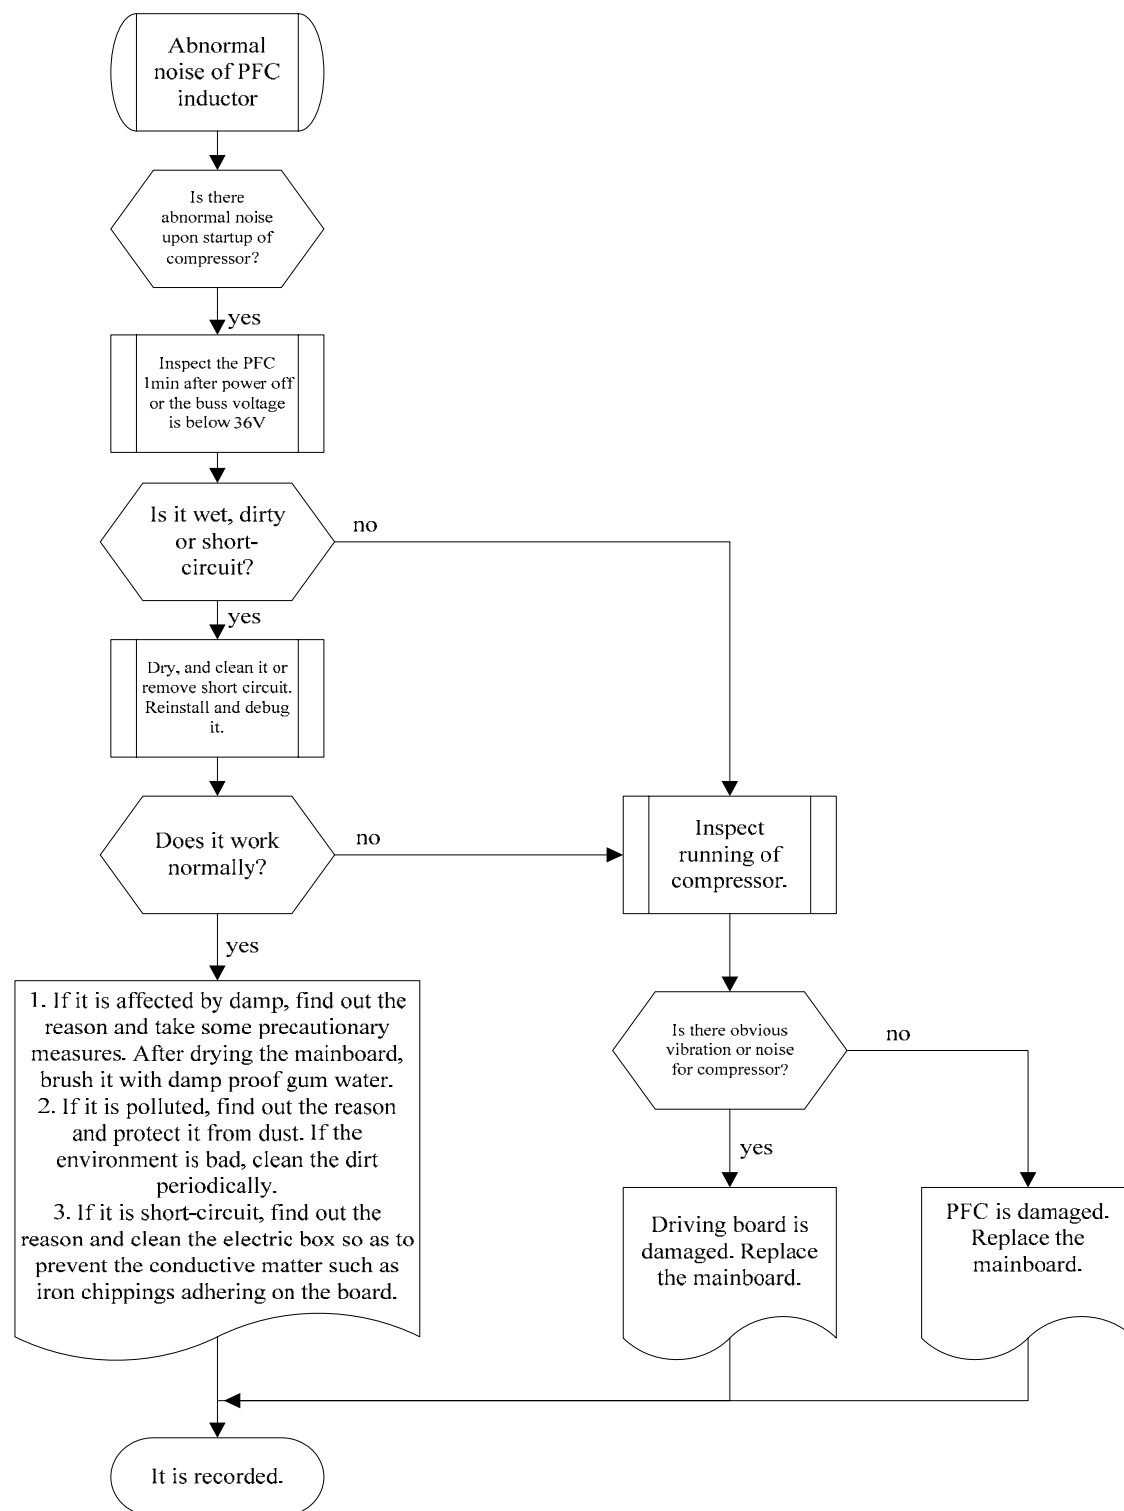 Abnormal
noise of PFC
inductor
Is there
abnormal noise
upon startup of
compressor?
yes
Inspect the PFC
1min after power off
or the buss voltage
is below 36V
Is it wet, dirty
or short-
circuit?
no
yes
Dry, and clean it or
remove short circuit.
Reinstall and debug
it.
Does it work
normally?
no
Inspect
running of
compressor.
yes
1. If it is affected by damp, find out the
reason and take some precautionary
measures. After drying the mainboard,
brush it with damp proof gum water.
2. If it is polluted, find out the reason
and protect it from dust. If the
environment is bad, clean the dirt
periodically.
3. If it is short-circuit, find out the
reason and clean the electric box so as to
prevent the conductive matter such as
iron chippings adhering on the board.
Is there obvious
vibration or noise
for compressor?
no
yes
Driving board is
damaged. Replace
the mainboard.
PFC is damaged.
Replace the
mainboard.
It is recorded.